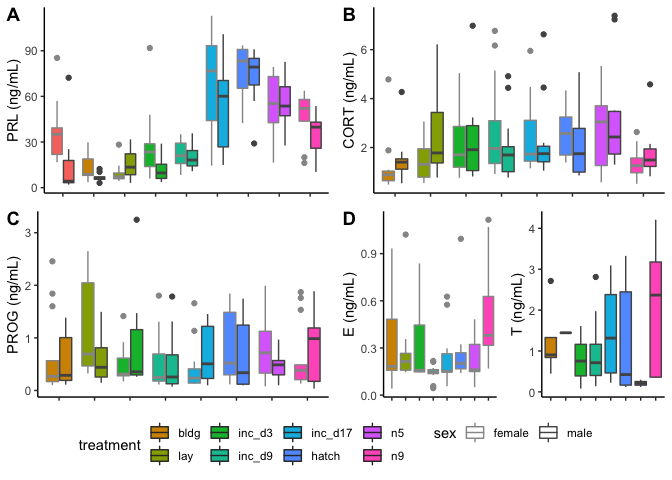 A
B
PRL (ng/mL)
90
60
30
0
CORT (ng/mL)
6
4
2
C
D
PROG (ng/mL)
3
2
1
0
E (ng/mL)
0.9
0.6
0.3
0.0
T (ng/mL)
4
3
2
1
0
treatment
bldg
inc_d3
inc_d17
n5
lay
inc_d9
hatch
n9
sex
female
male